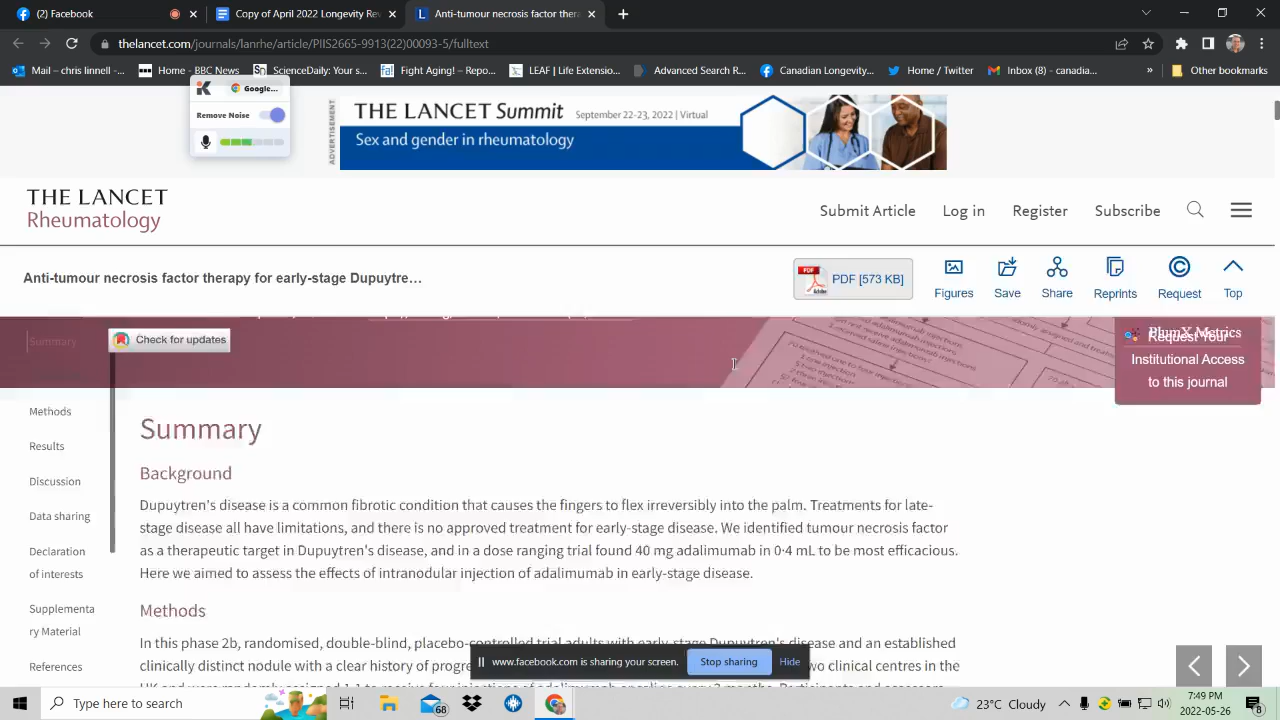 (2) Facebook
Copy of August 2022 Longevity Rev
Anti-tumour necrosis factor thera
thelancet.com/journals/lanrhe/article/PIIS2665-9913(22)00093-5/fulltext
Mail – chris linnell –...
Home - BBC News
ScienceDaily: Your s...
Fight Aging! – Repo...
LEAF | Life Extensio...
Advanced Search R...
Canadian Longevity...
Twitter / Twitter
Inbox (8) - canadia...
»
Other bookmarks
Google...
Remove Noise
ADVERTISEMENT
THE LANCET Summit
September 22-23, 2022 | Virtual
Sex and gender in rheumatology
THE LANCET
Rheumatology
Submit Article
Log in
Register
Subscribe
Anti-tumour necrosis factor therapy for early-stage Dupuytre…
PDF [573 KB]
Figures
Save
Share
Reprints
Request
Top
Summary
Check for updates
PlumX Metrics
Request Your
Institutional Access
to this journal
Methods
Results
Discussion
Data sharing
Declaration
of interests
Supplementa
ry Material
References
Summary
Background
Dupuytren's disease is a common fibrotic condition that causes the fingers to flex irreversibly into the palm. Treatments for late-
stage disease all have limitations, and there is no approved treatment for early-stage disease. We identified tumour necrosis factor
as a therapeutic target in Dupuytren's disease, and in a dose ranging trial found 40 mg adalimumab in 0·4 mL to be most efficacious.
Here we aimed to assess the effects of intranodular injection of adalimumab in early-stage disease.
Methods
In this phase 2b, randomised, double-blind, placebo-controlled trial adults with early-stage Dupuytren's disease and an established
clinically distinct nodule with a clear history of progre
wo clinical centres in the
www.facebook.com is sharing your screen.
Stop sharing
Hide
Type here to search
68
23°C Cloudy
7:49 PM
2022-05-26
8